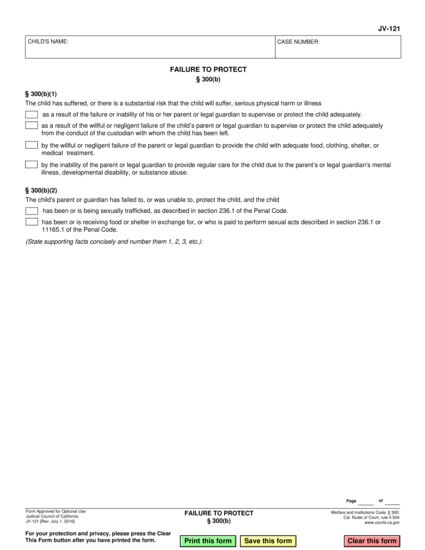 JV-121
CHILD'S NAME:
CASE NUMBER:
FAILURE TO PROTECT
§ 300(b)
§ 300(b)(1)
The child has suffered, or there is a substantial risk that the child will suffer, serious physical harm or illness
as a result of the failure or inability of his or her parent or legal guardian to supervise or protect the child adequately.
as a result of the willful or negligent failure of the child's parent or legal guardian to supervise or protect the child adequately
from the conduct of the custodian with whom the child has been left.
by the willful or negligent failure of the parent or legal guardian to provide the child with adequate food, clothing, shelter, or
medical treatment.
by the inability of the parent or legal guardian to provide regular care for the child due to the parent's or legal guardian's mental
illness, developmental disability, or substance abuse.
§ 300(b)(2)
The child's parent or guardian has failed to, or was unable to, protect the child, and the child
has been or is being sexually trafficked, as described in section 236.1 of the Penal Code.
has been or is receiving food or shelter in exchange for, or who is paid to perform sexual acts described in section 236.1 or
11165.1 of the Penal Code.
(State supporting facts concisely and number them 1, 2, 3, etc.):
Page of
Form Approved for Optional Use
Judicial Council of California
JV-121 [Rev. July 1, 2016]
FAILURE TO PROTECT
§ 300(b)
Welfare and Institutions Code, § 300;
Cal. Rules of Court, rule 5.504
www.courts.ca.gov
For your protection and privacy, please press the Clear
This Form button after you have printed the form.
Print this form
Save this form
Clear this form